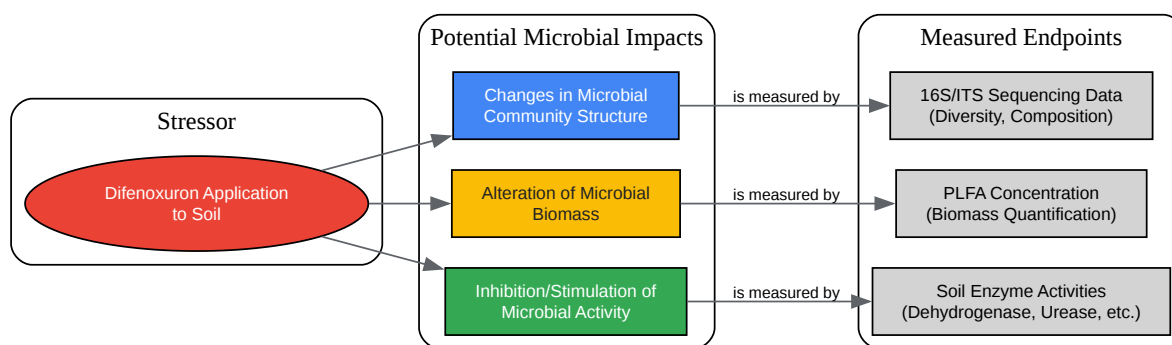 Stressor
Difenoxuron Application
to Soil
Potential Microbial Impacts
Changes in Microbial
Community Structure
Alteration of Microbial
Biomass
Inhibition/Stimulation of
Microbial Activity
is measured by
is measured by
is measured by
Measured Endpoints
16S/ITS Sequencing Data
(Diversity, Composition)
PLFA Concentration
(Biomass Quantification)
Soil Enzyme Activities
(Dehydrogenase, Urease, etc.)